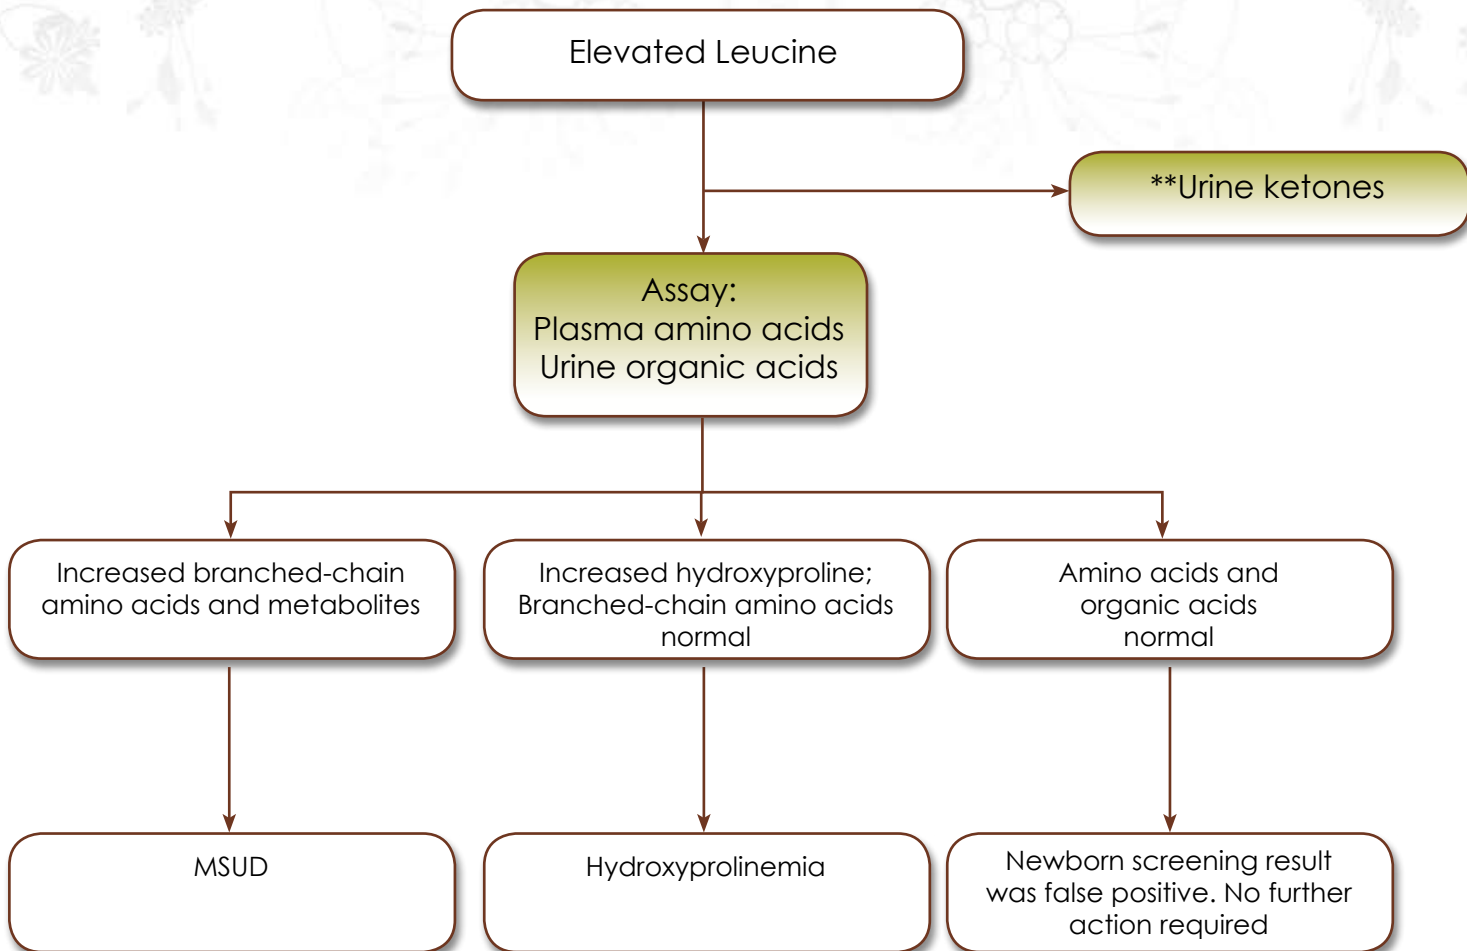 Elevated Leucine
**Urine ketones
Assay:
Plasma amino acids
Urine organic acids
Increased branched-chain
amino acids and metabolites
Increased hydroxyproline;
Branched-chain amino acids
normal
Amino acids and
organic acids
normal
MSUD
Hydroxyprolinemia
Newborn screening result
was false positive. No further
action required